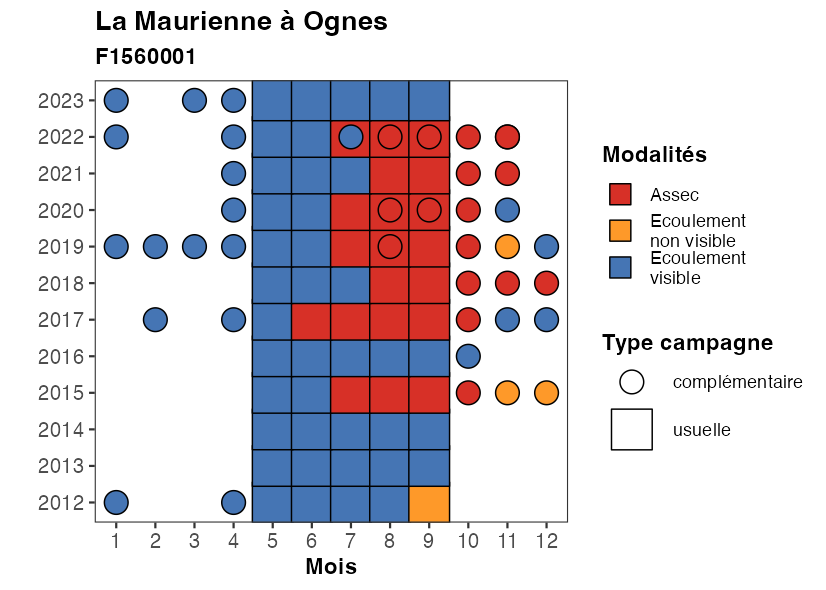 La Maurienne à Ognes
F1560001
2023
2022
2021
2020
2019
2018
2017
2016
2015
2014
2013
2012
1 2 3 4 5 6 7 8 9 10 11 12
Mois
Modalités
Assec
Ecoulement
non visible
Ecoulement
visible
Type campagne
complémentaire
usuelle